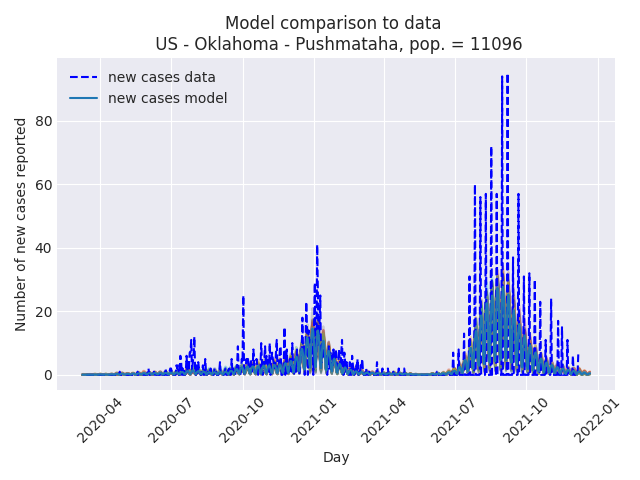 Model comparison to data
US - Oklahoma - Pushmataha, pop. = 11096
new cases data
new cases model
Number of new cases reported
80
60
40
20
0
2020-04
2020-07
2020-10
2021-01
2021-04
2021-07
2021-10
2022-01
Day